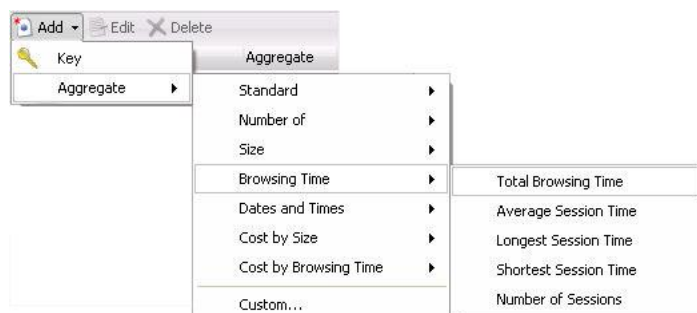 Add Edit Delete
Key Aggregate
Aggregate Standard
Number of
Size
Browsing Time Total Browsing Time
Dates and Times Average Session Time
Cost by Size Longest Session Time
Cost by Browsing Time Shortest Session Time
Custom... Number of Sessions